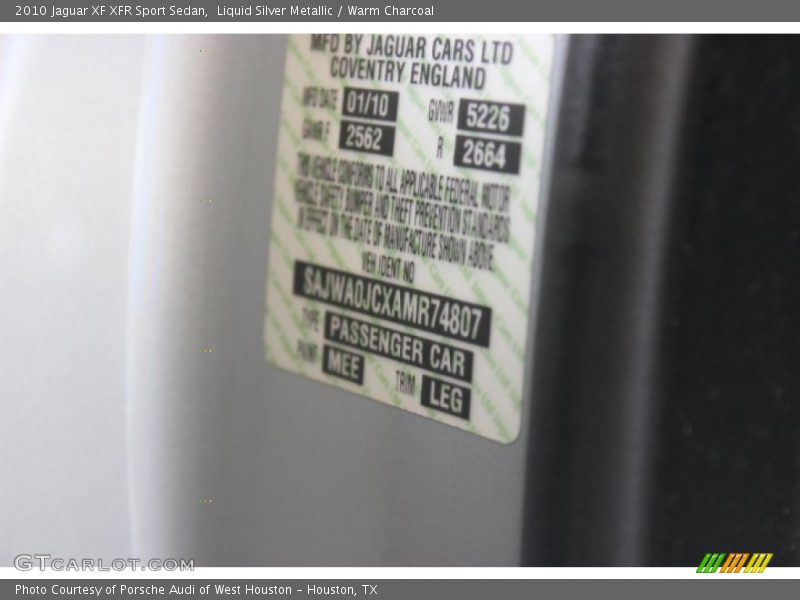 2010 Jaguar XF XFR Sport Sedan,  Liquid Silver Metallic / Warm Charcoal
MFD BY JAGUAR CARS LTD
COVENTRY ENGLAND
MFD DATE 01/10 GVWR 5226
GAWR F 2562 R 2664
THIS VEHICLE CONFORMS TO ALL APPLICABLE FEDERAL MOTOR
VEHICLE SAFETY BUMPER AND THEFT PREVENTION STANDARDS
IN EFFECT ON THE DATE OF MANUFACTURE SHOWN ABOVE
VEH IDENT NO
SAJWA0JCXAMR74807
TYPE PASSENGER CAR
PAINT MEE TRIM LEG
GTcarlot.com
Photo Courtesy of Porsche Audi of West Houston – Houston, TX